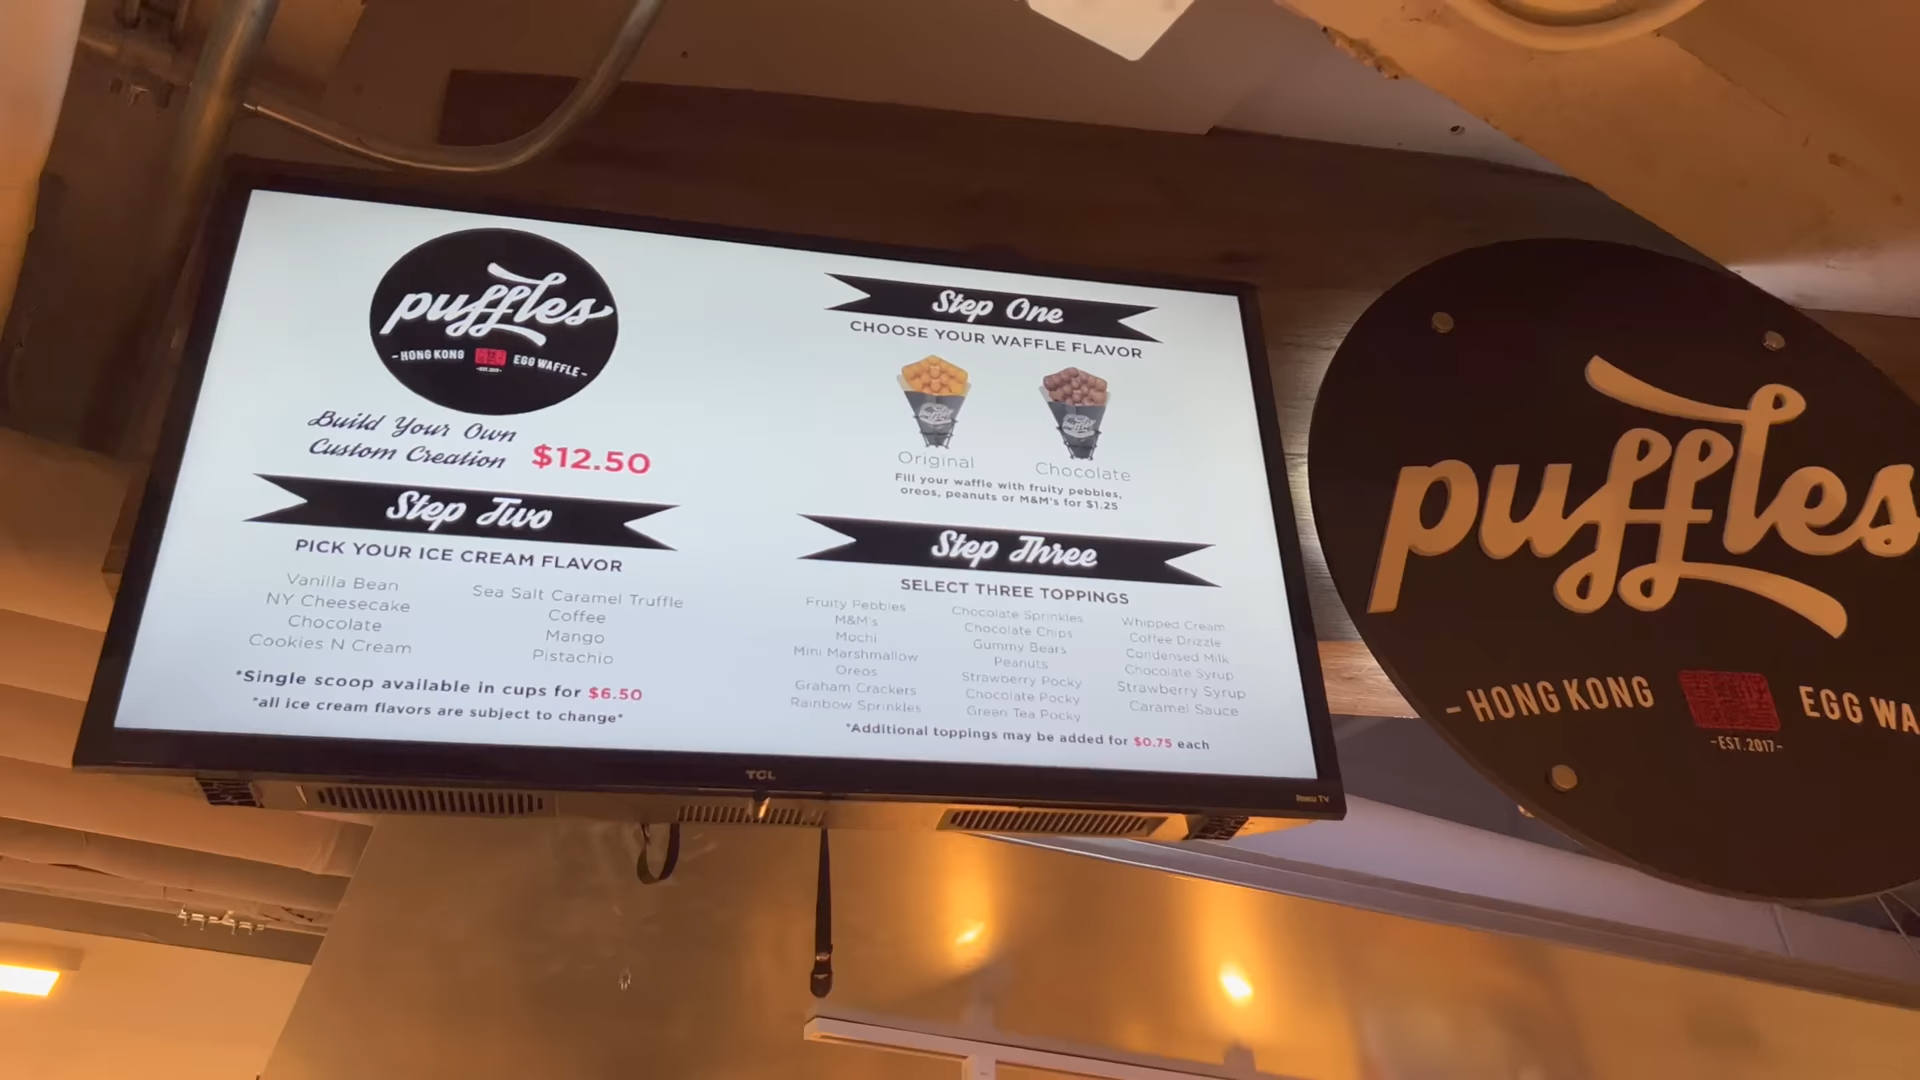 puffles
-HONG KONG EGG WAFFLE-
-EST.2017-
Build Your Own
Custom Creation $12.50
Step One
CHOOSE YOUR WAFFLE FLAVOR
puffles
puffles
Original
Chocolate
Fill your waffle with fruity pebbles,
oreos, peanuts or M&M's for $1.25
Step Two
PICK YOUR ICE CREAM FLAVOR
Vanilla Bean
NY Cheesecake
Chocolate
Cookies N Cream
Sea Salt Caramel Truffle
Coffee
Mango
Pistachio
*Single scoop available in cups for $6.50
*all ice cream flavors are subject to change*
Step Three
SELECT THREE TOPPINGS
Fruity Pebbles
M&M's
Mochi
Mini Marshmallow
Oreos
Graham Crackers
Rainbow Sprinkles
Chocolate Sprinkles
Chocolate Chips
Gummy Bears
Peanuts
Strawberry Pocky
Chocolate Pocky
Green Tea Pocky
Whipped Cream
Coffee Drizzle
Condensed Milk
Chocolate Syrup
Strawberry Syrup
Caramel Sauce
*Additional toppings may be added for $0.75 each
TCL
Roku TV
puffles
-HONG KONG EGG WA
-EST.2017-